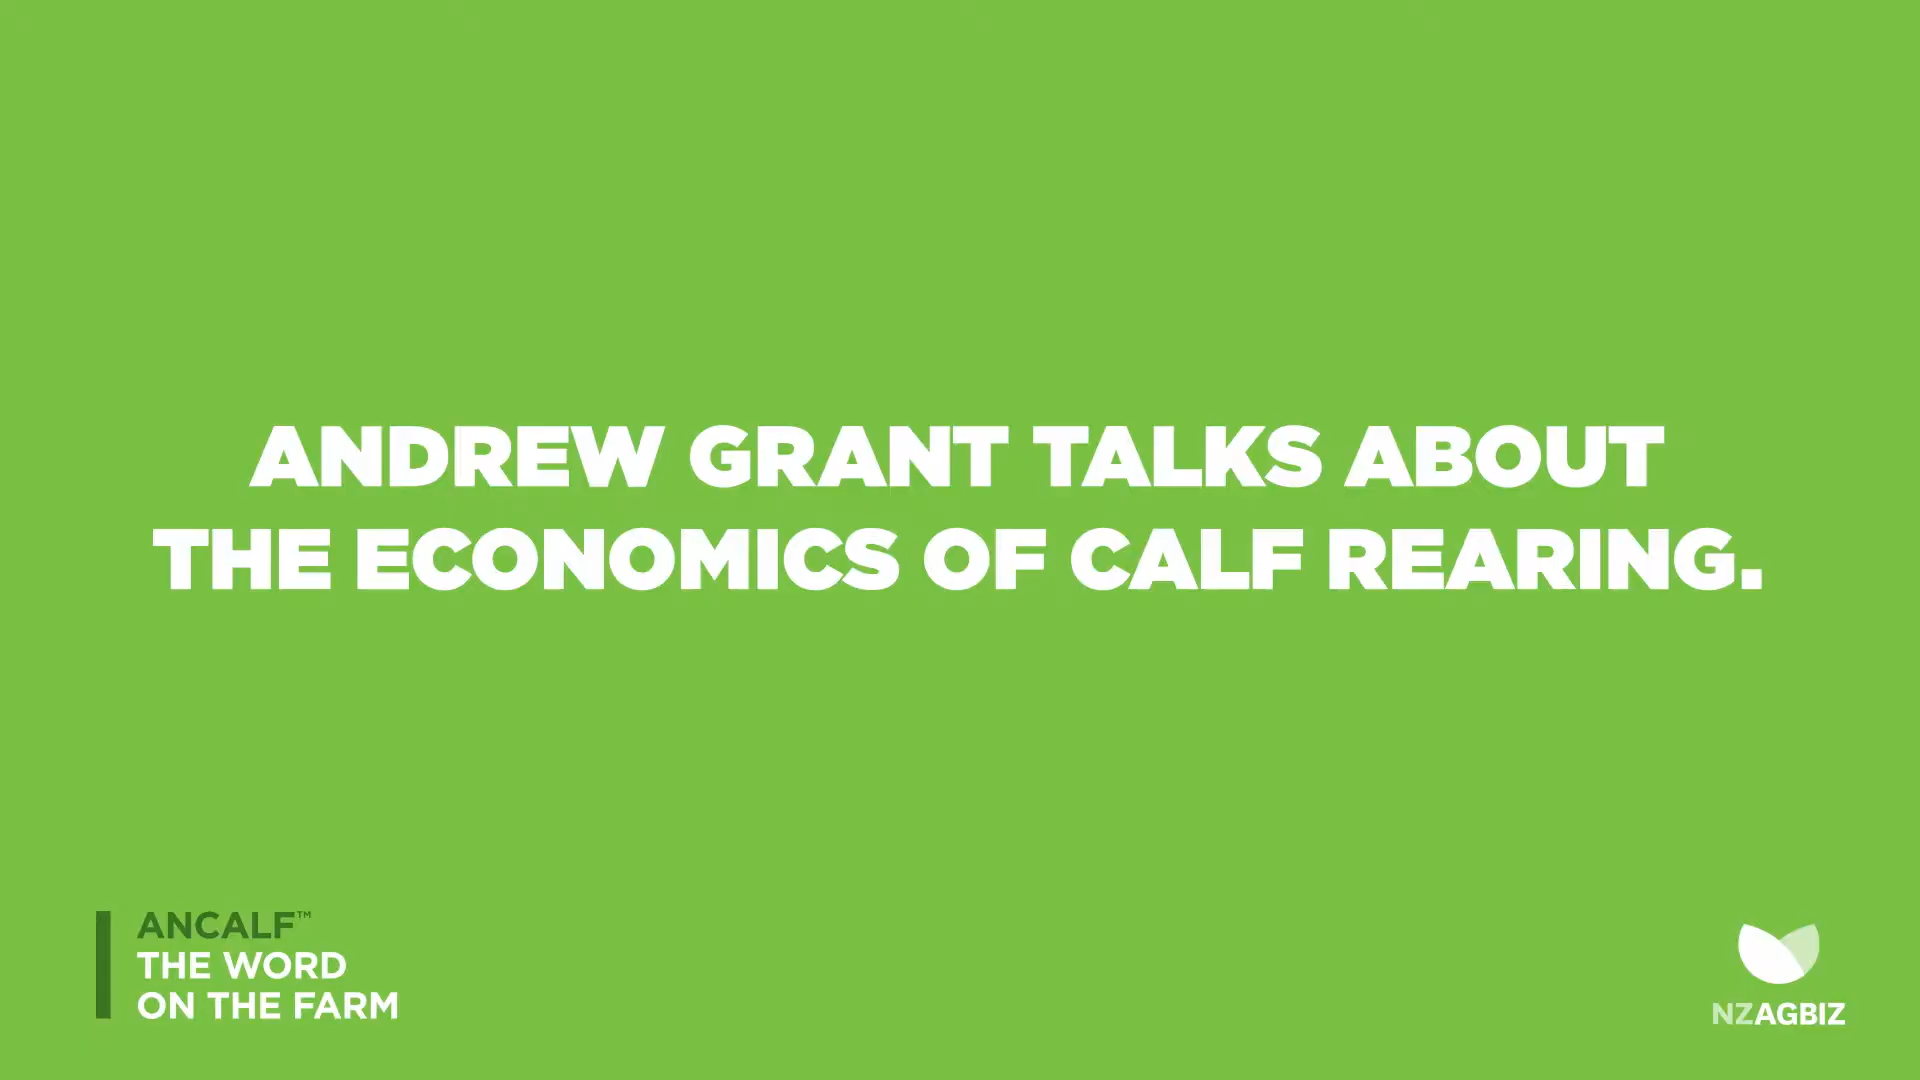 ANDREW GRANT TALKS ABOUT
THE ECONOMICS OF CALF REARING.
ANCALF™
THE WORD
ON THE FARM
NZAGBIZ